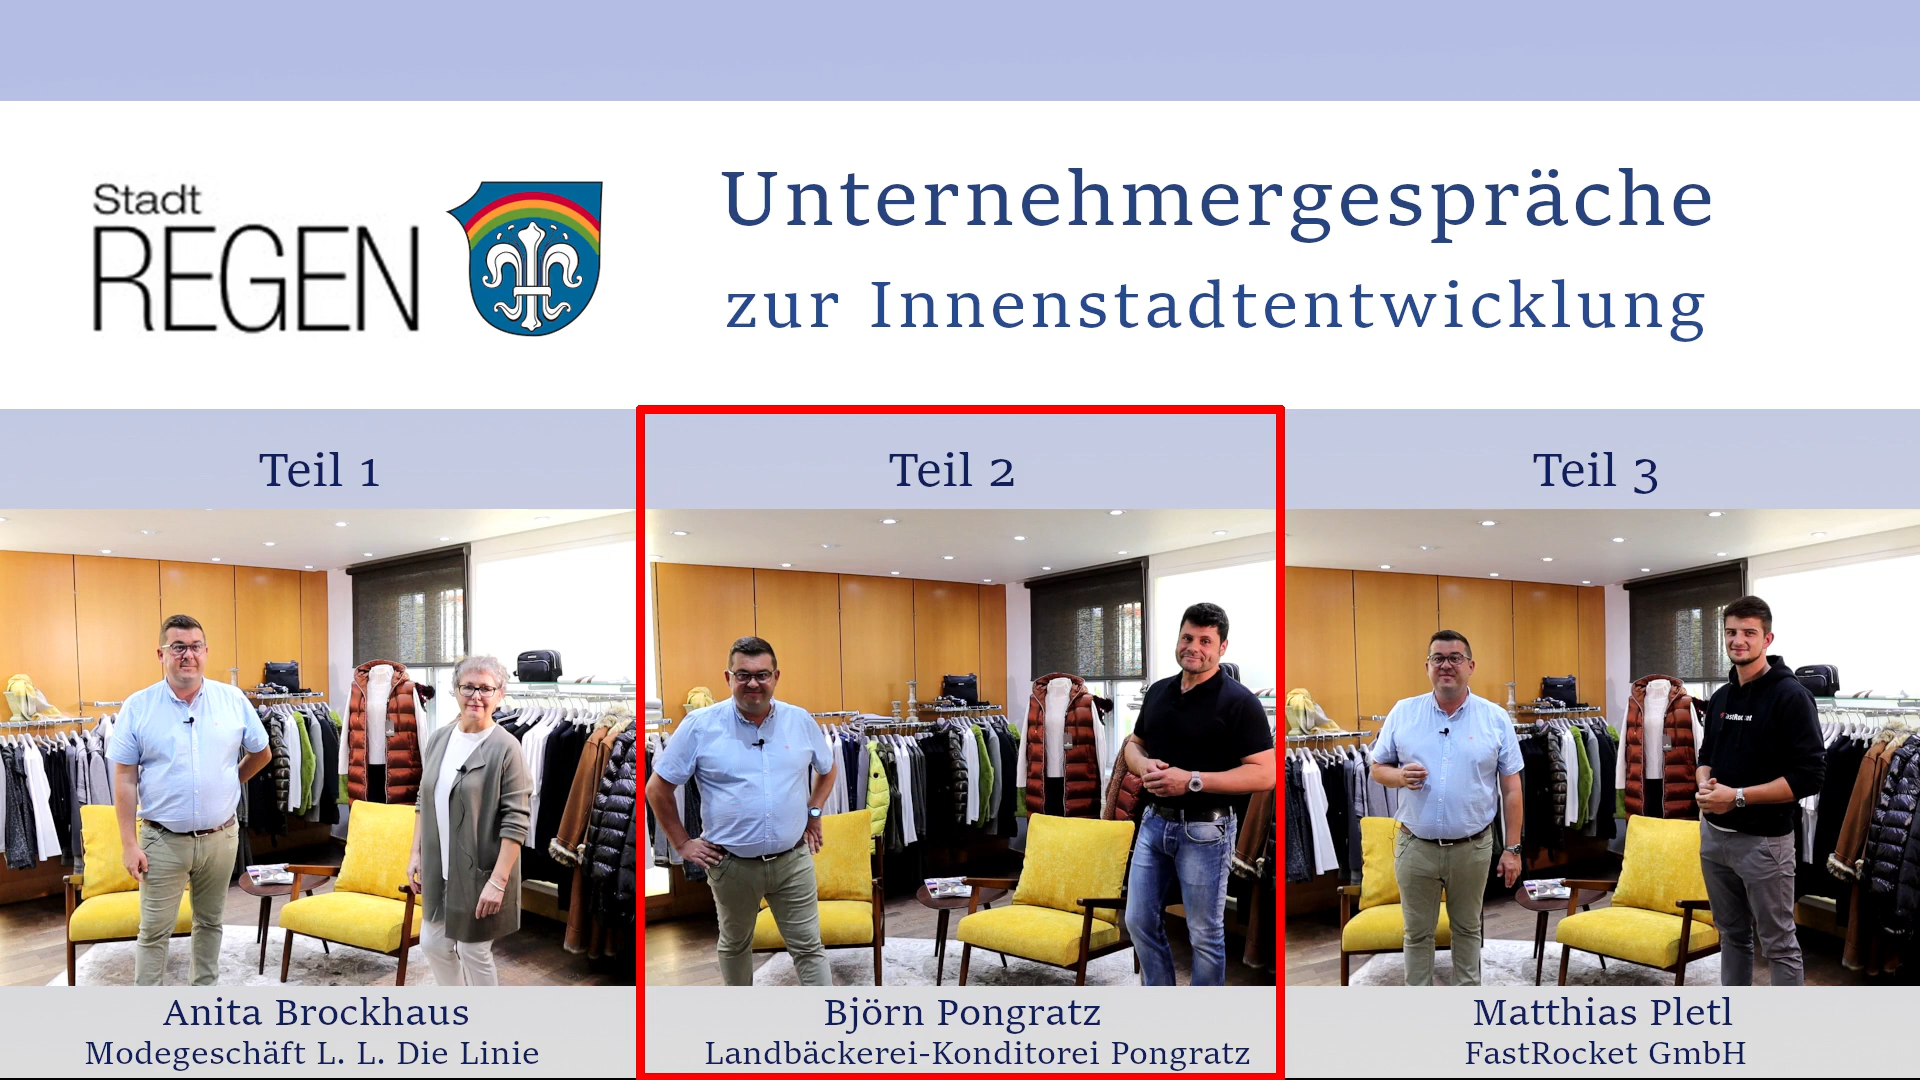 Stadt
REGEN
Unternehmergespräche
zur Innenstadtentwicklung
Teil 1
Teil 2
Teil 3
FastRocket
Anita Brockhaus
Modegeschäft L. L. Die Linie
Björn Pongratz
Landbäckerei-Konditorei Pongratz
Matthias Pletl
FastRocket GmbH